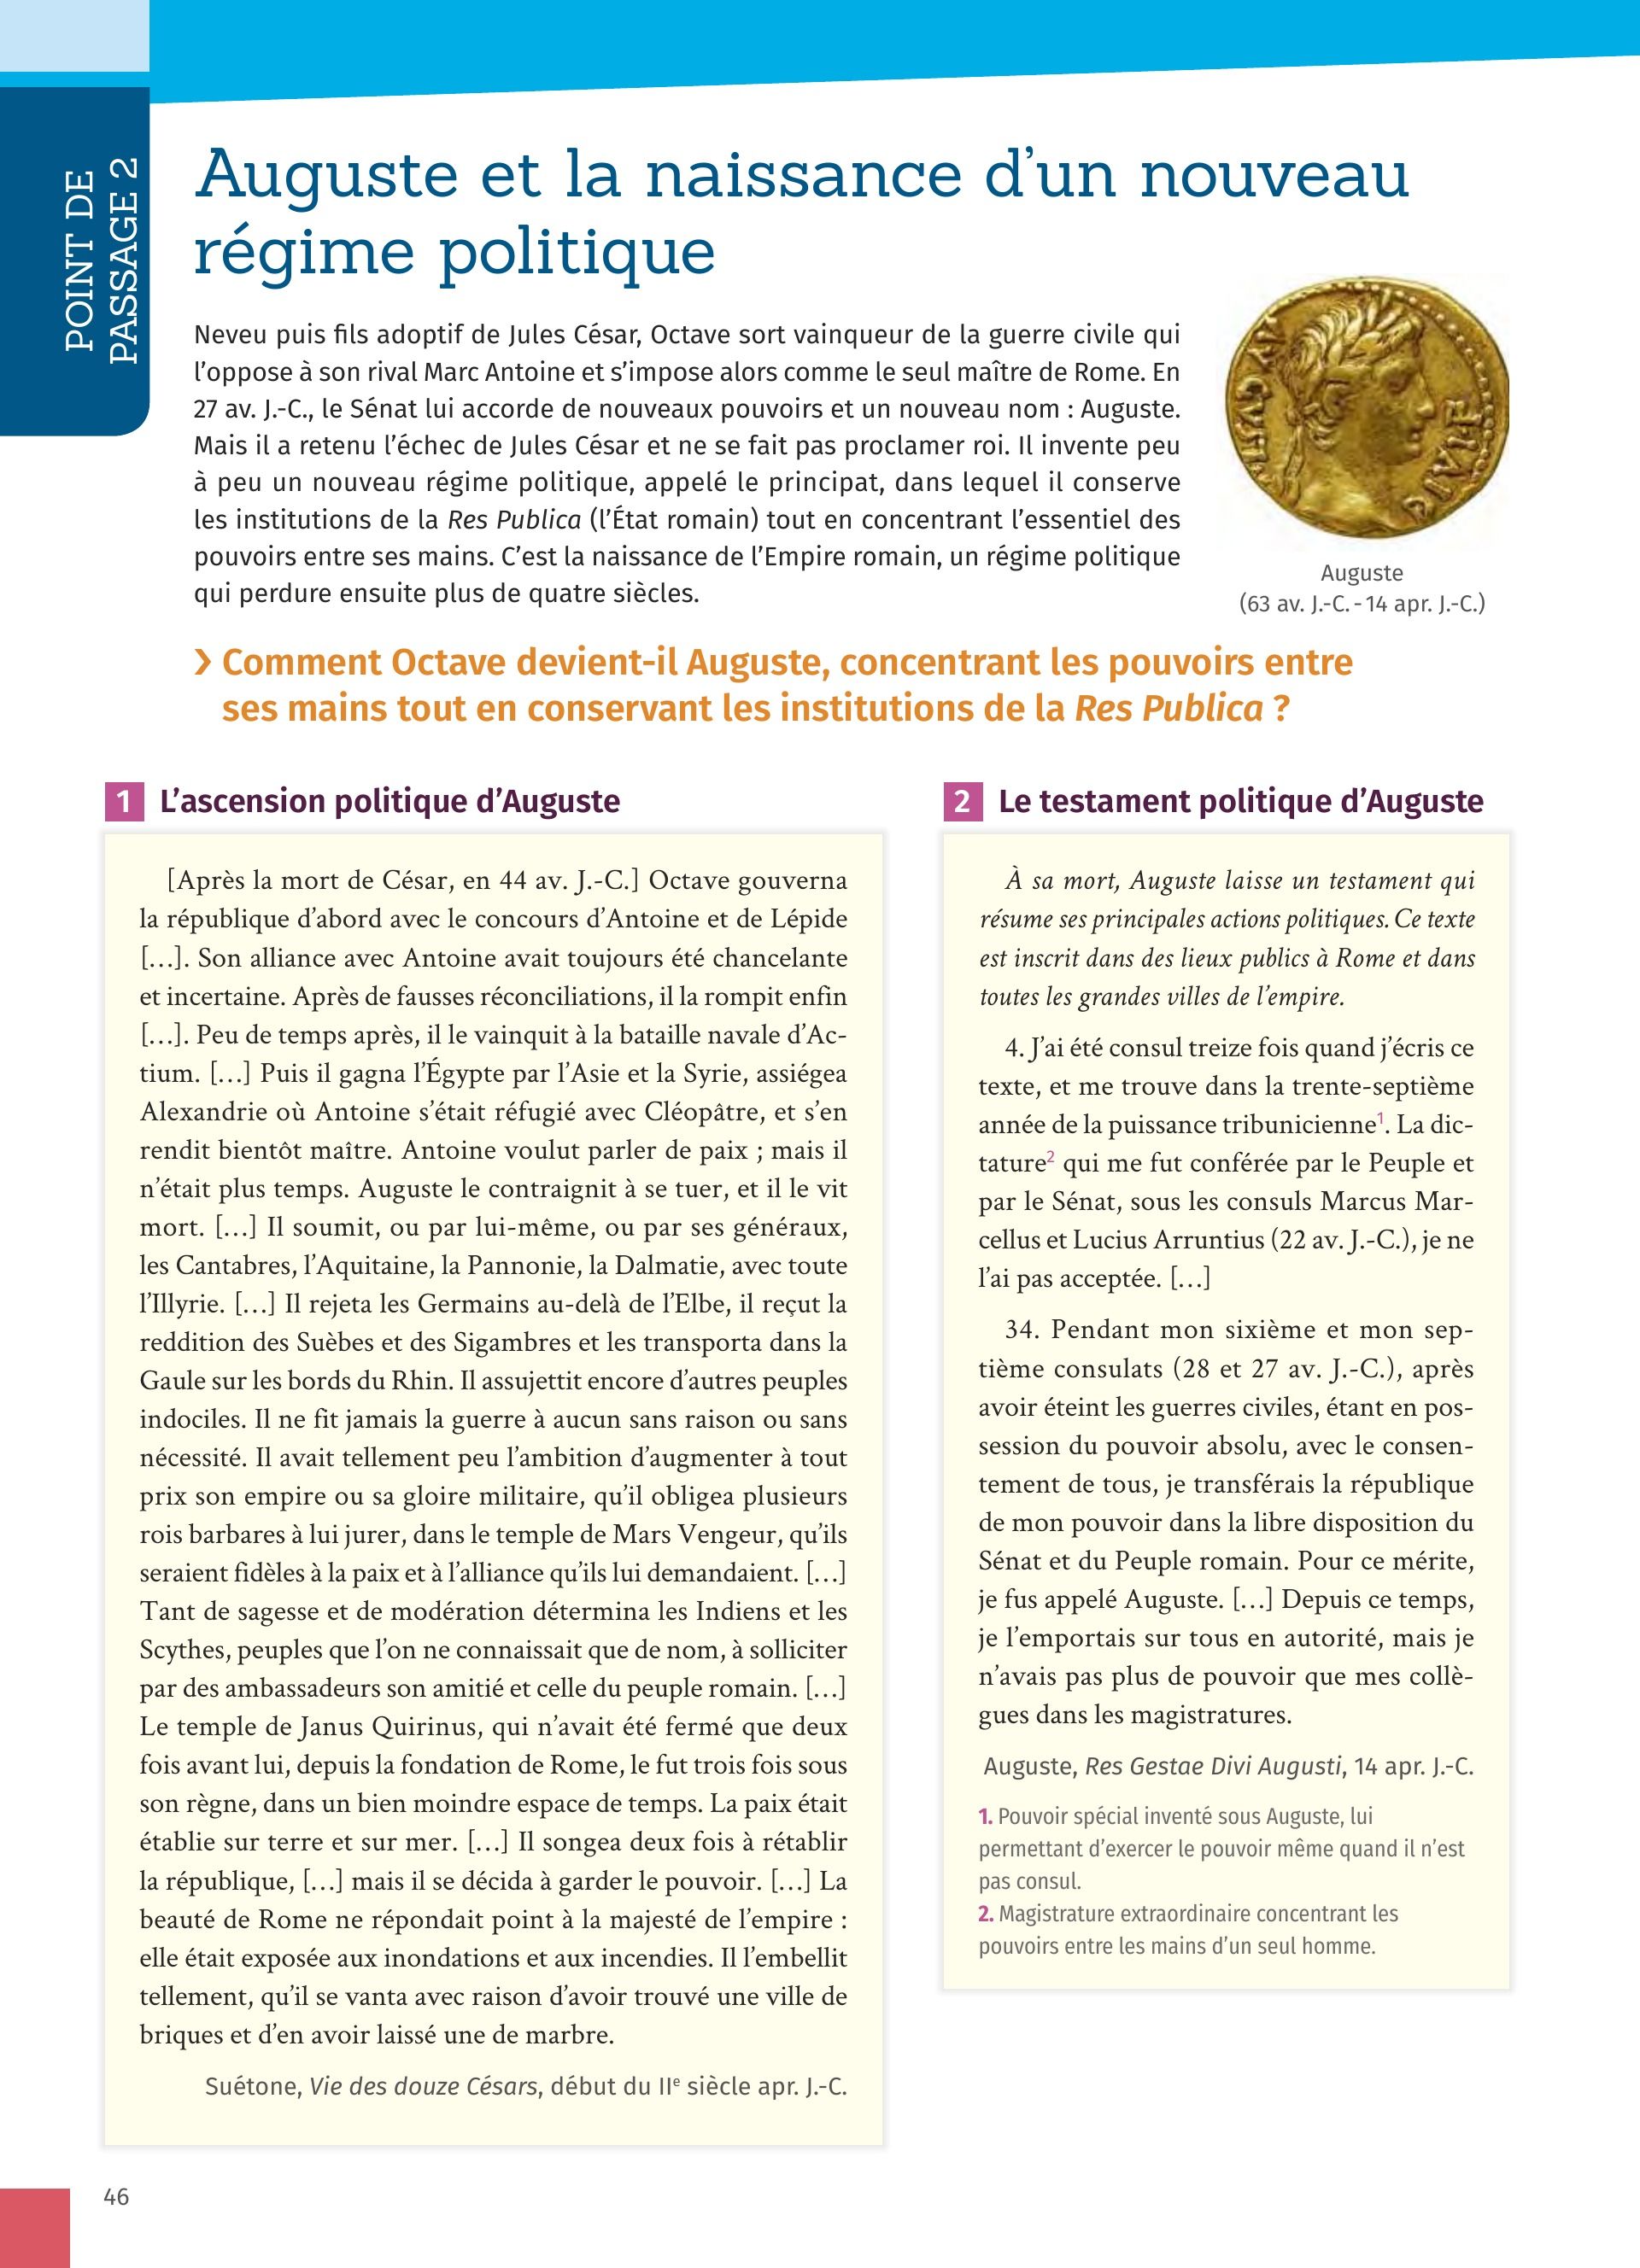 POINT DE
PASSAGE 2
Auguste et la naissance d’un nouveau
régime politique
Neveu puis fils adoptif de Jules César, Octave sort vainqueur de la guerre civile qui
l’oppose à son rival Marc Antoine et s’impose alors comme le seul maître de Rome. En
27 av. J.-C., le Sénat lui accorde de nouveaux pouvoirs et un nouveau nom : Auguste.
Mais il a retenu l’échec de Jules César et ne se fait pas proclamer roi. Il invente peu
à peu un nouveau régime politique, appelé le principat, dans lequel il conserve
les institutions de la Res Publica (l’État romain) tout en concentrant l’essentiel des
pouvoirs entre ses mains. C’est la naissance de l’Empire romain, un régime politique
qui perdure ensuite plus de quatre siècles.
Auguste
(63 av. J.-C. - 14 apr. J.-C.)
› Comment Octave devient-il Auguste, concentrant les pouvoirs entre
ses mains tout en conservant les institutions de la Res Publica ?
1 L’ascension politique d’Auguste
[Après la mort de César, en 44 av. J.-C.] Octave gouverna
la république d’abord avec le concours d’Antoine et de Lépide
[…]. Son alliance avec Antoine avait toujours été chancelante
et incertaine. Après de fausses réconciliations, il la rompit enfin
[…]. Peu de temps après, il le vainquit à la bataille navale d’Ac-
tium. […] Puis il gagna l’Égypte par l’Asie et la Syrie, assiégea
Alexandrie où Antoine s’était réfugié avec Cléopâtre, et s’en
rendit bientôt maître. Antoine voulut parler de paix ; mais il
n’était plus temps. Auguste le contraignit à se tuer, et il le vit
mort. […] Il soumit, ou par lui-même, ou par ses généraux,
les Cantabres, l’Aquitaine, la Pannonie, la Dalmatie, avec toute
l’Illyrie. […] Il rejeta les Germains au-delà de l’Elbe, il reçut la
reddition des Suèbes et des Sigambres et les transporta dans la
Gaule sur les bords du Rhin. Il assujettit encore d’autres peuples
indociles. Il ne fit jamais la guerre à aucun sans raison ou sans
nécessité. Il avait tellement peu l’ambition d’augmenter à tout
prix son empire ou sa gloire militaire, qu’il obligea plusieurs
rois barbares à lui jurer, dans le temple de Mars Vengeur, qu’ils
seraient fidèles à la paix et à l’alliance qu’ils lui demandaient. […]
Tant de sagesse et de modération détermina les Indiens et les
Scythes, peuples que l’on ne connaissait que de nom, à solliciter
par des ambassadeurs son amitié et celle du peuple romain. […]
Le temple de Janus Quirinus, qui n’avait été fermé que deux
fois avant lui, depuis la fondation de Rome, le fut trois fois sous
son règne, dans un bien moindre espace de temps. La paix était
établie sur terre et sur mer. […] Il songea deux fois à rétablir
la république, […] mais il se décida à garder le pouvoir. […] La
beauté de Rome ne répondait point à la majesté de l’empire :
elle était exposée aux inondations et aux incendies. Il l’embellit
tellement, qu’il se vanta avec raison d’avoir trouvé une ville de
briques et d’en avoir laissé une de marbre.
Suétone, Vie des douze Césars, début du IIe siècle apr. J.-C.
2 Le testament politique d’Auguste
À sa mort, Auguste laisse un testament qui
résume ses principales actions politiques. Ce texte
est inscrit dans des lieux publics à Rome et dans
toutes les grandes villes de l’empire.
4. J’ai été consul treize fois quand j’écris ce
texte, et me trouve dans la trente-septième
année de la puissance tribunicienne1. La dic-
tature2 qui me fut conférée par le Peuple et
par le Sénat, sous les consuls Marcus Mar-
cellus et Lucius Arruntius (22 av. J.-C.), je ne
l’ai pas acceptée. […]
34. Pendant mon sixième et mon sep-
tième consulats (28 et 27 av. J.-C.), après
avoir éteint les guerres civiles, étant en pos-
session du pouvoir absolu, avec le consen-
tement de tous, je transférais la république
de mon pouvoir dans la libre disposition du
Sénat et du Peuple romain. Pour ce mérite,
je fus appelé Auguste. […] Depuis ce temps,
je l’emportais sur tous en autorité, mais je
n’avais pas plus de pouvoir que mes collè-
gues dans les magistratures.
Auguste, Res Gestae Divi Augusti, 14 apr. J.-C.
1. Pouvoir spécial inventé sous Auguste, lui
permettant d’exercer le pouvoir même quand il n’est
pas consul.
2. Magistrature extraordinaire concentrant les
pouvoirs entre les mains d’un seul homme.
46